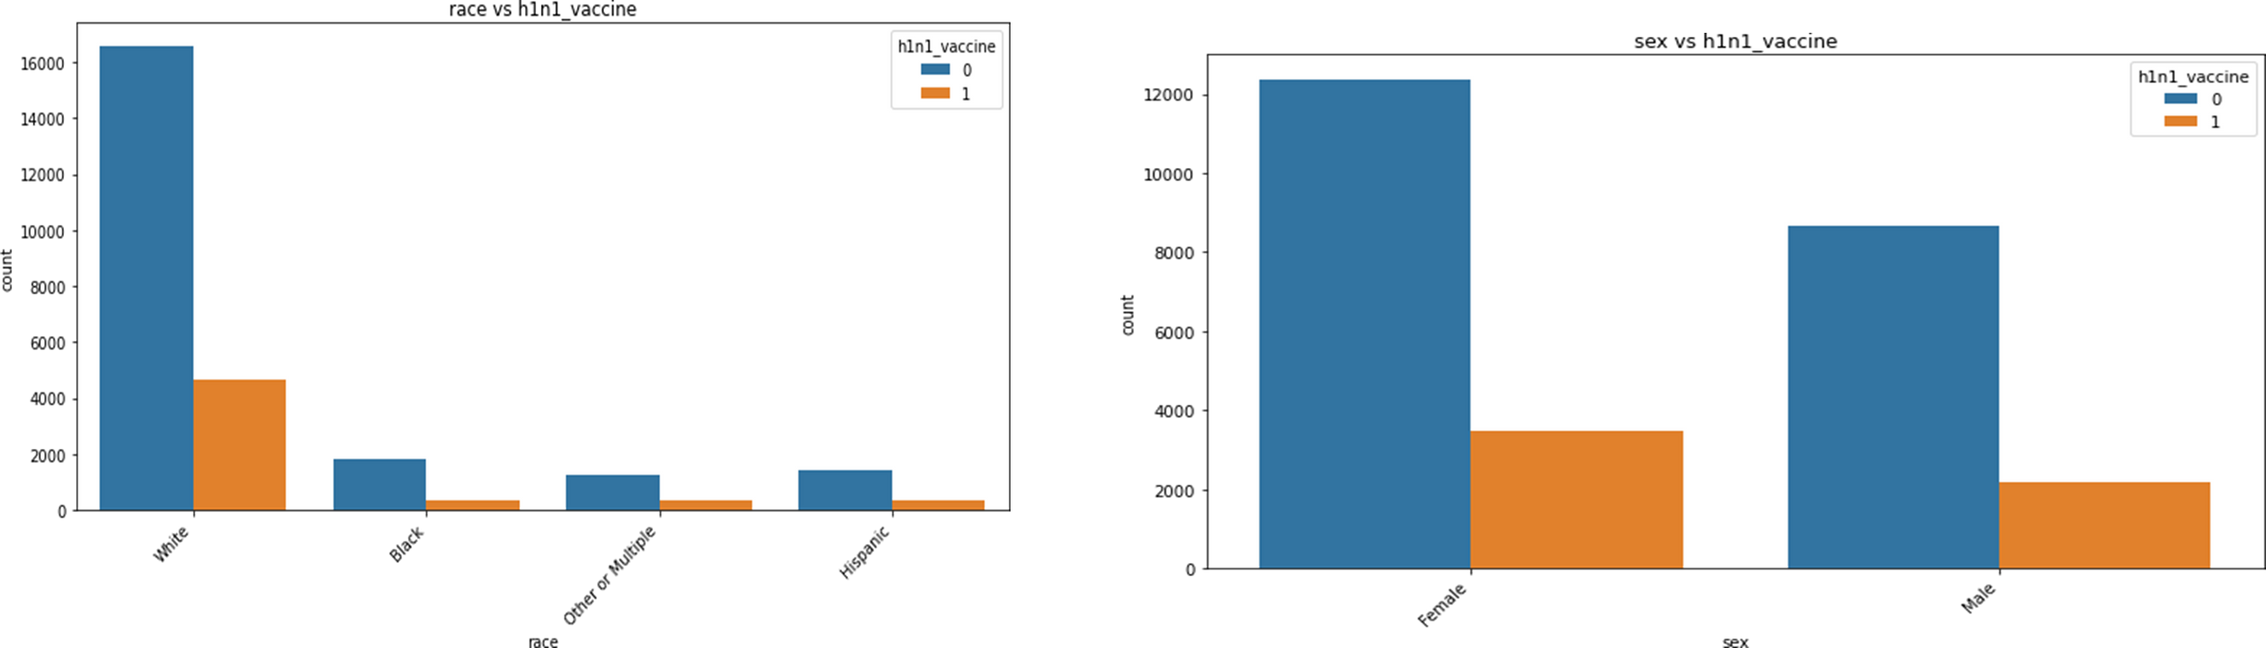 race vs h1n1_vaccine
h1n1_vaccine
0
1
16000
14000
12000
10000
8000
6000
4000
2000
0
count
White
Black
Other or Multiple
Hispanic
race
sex vs h1n1_vaccine
h1n1_vaccine
0
1
12000
10000
8000
6000
4000
2000
0
count
Female
Male
sex